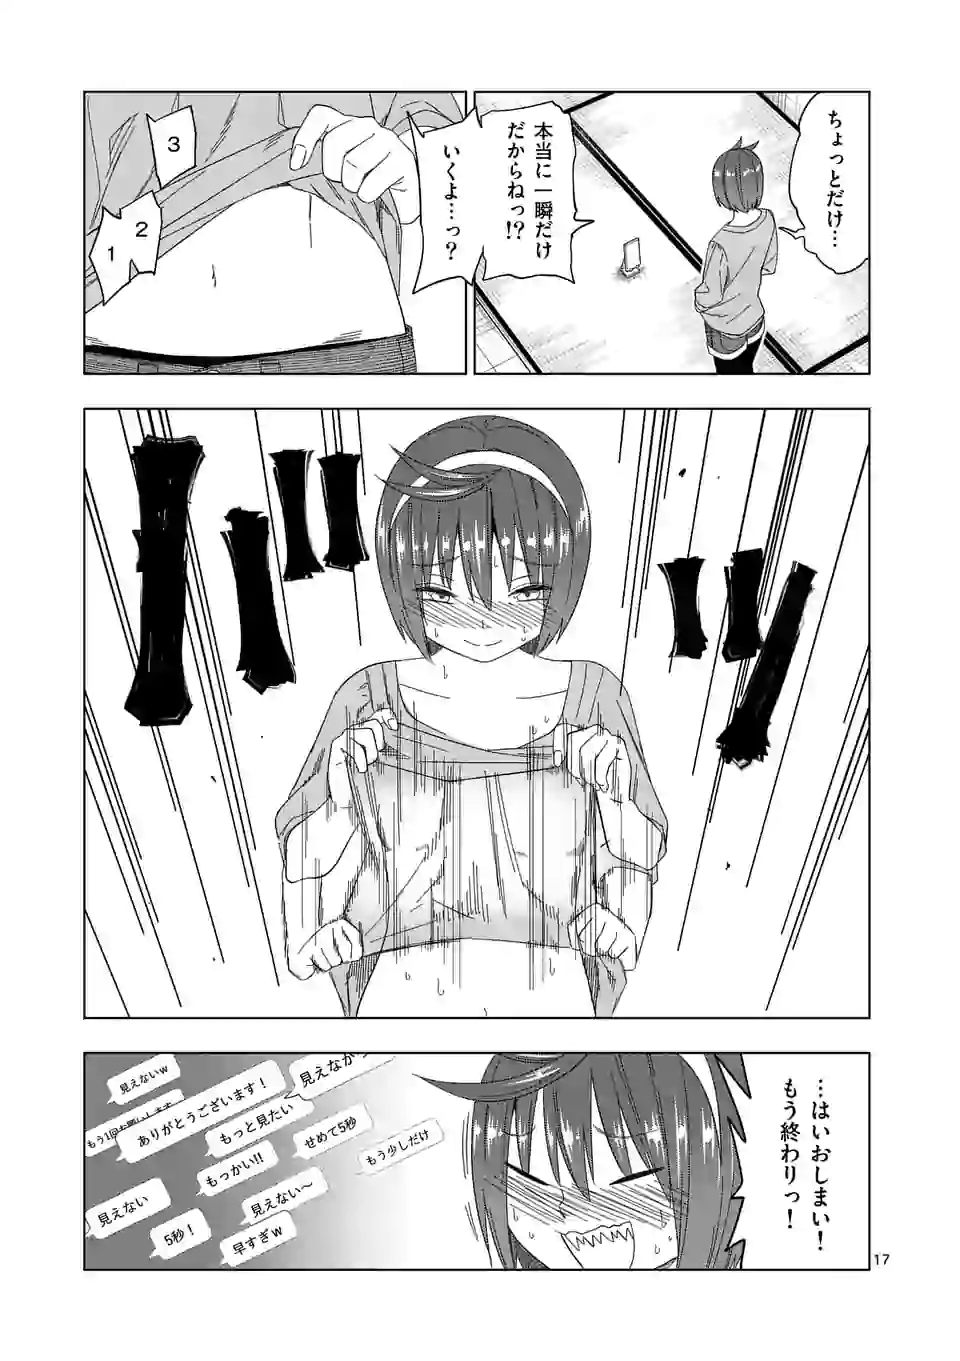 ちょっとだけ…
本当に一瞬だけ
だからねっ!?
いくよ…っ?
3
2
1
…はいおしまい!
もう終わりっ!
見えないw
見えなかっ
ありがとうございます!
もっと見たい
せめて5秒
もう少しだけ
もっかい!!
見えない
見えない〜
5秒!
早すぎw
17